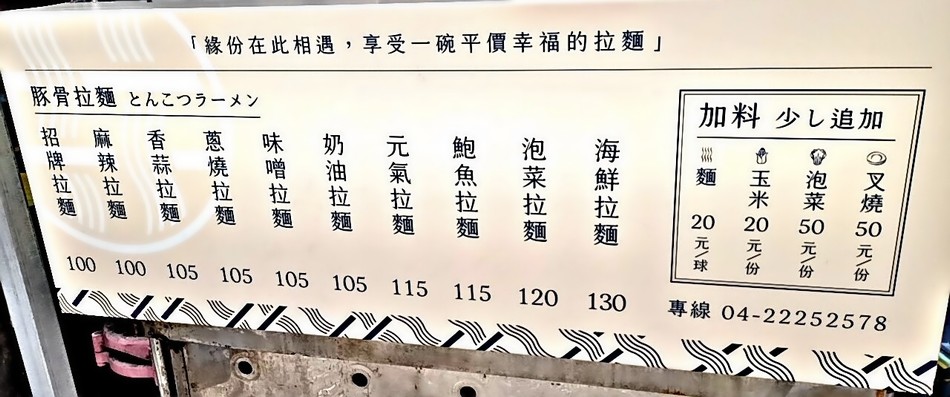 「緣份在此相遇，享受一碗平價幸福的拉麵」
豚骨拉麵 とんこつラーメン
招牌拉麵 100
麻辣拉麵 100
香蒜拉麵 105
蔥燒拉麵 105
味噌拉麵 105
奶油拉麵 105
元氣拉麵 115
鮑魚拉麵 115
泡菜拉麵 120
海鮮拉麵 130
加料 少し追加
麵 20元/球
玉米 20元/份
泡菜 50元/份
叉燒 50元/份
專線 04-22252578